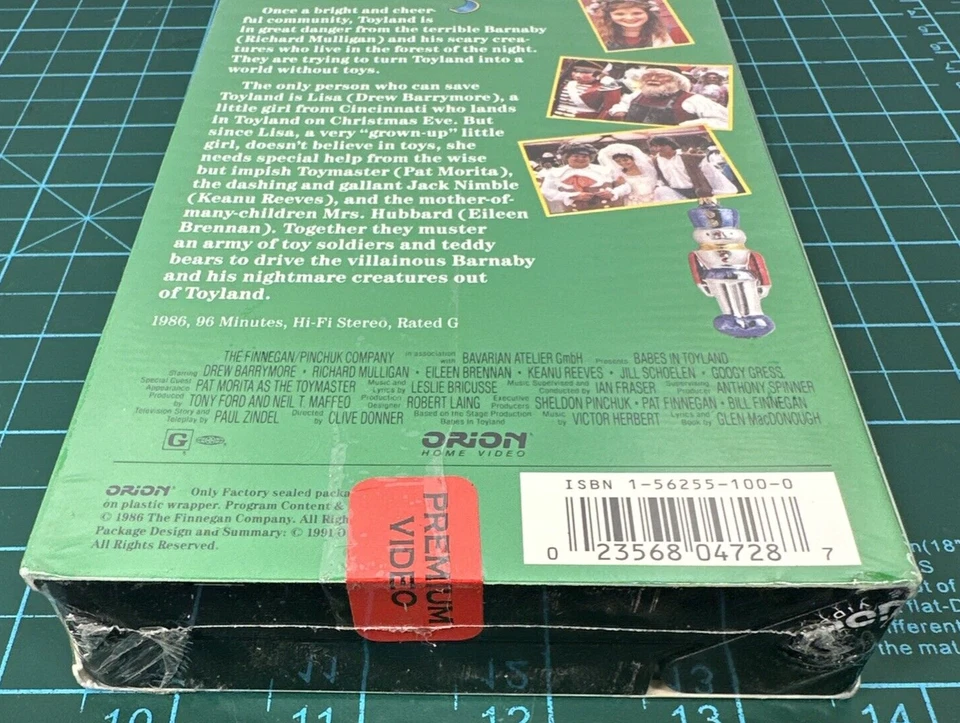 Once a bright and cheer-
ful community, Toyland is
in great danger from the terrible Barnaby
(Richard Mulligan) and his scary crea-
tures who live in the forest of the night.
They are trying to turn Toyland into a
world without toys.
The only person who can save
Toyland is Lisa (Drew Barrymore), a
little girl from Cincinnati who lands
in Toyland on Christmas Eve. But
since Lisa, a very “grown-up” little
girl, doesn't believe in toys, she
needs special help from the wise
but impish Toymaster (Pat Morita),
the dashing and gallant Jack Nimble
(Keanu Reeves), and the mother-of-
many-children Mrs. Hubbard (Eileen
Brennan). Together they muster
an army of toy soldiers and teddy
bears to drive the villainous Barnaby
and his nightmare creatures out
of Toyland.
1986, 96 Minutes, Hi-Fi Stereo, Rated G
THE FINNEGAN/PINCHUK COMPANY in association with BAVARIAN ATELIER GmbH Presents BABES IN TOYLAND
Starring DREW BARRYMORE • RICHARD MULLIGAN • EILEEN BRENNAN • KEANU REEVES • JILL SCHOELEN • GOOGY GRESS
Special Guest Appearance PAT MORITA AS THE TOYMASTER Music and Lyrics by LESLIE BRICUSSE Music Supervised and Conducted by IAN FRASER Supervising Producer ANTHONY SPINNER
Produced by TONY FORD AND NEIL T. MAFFEO Production Designer ROBERT LAING Executive Producers SHELDON PINCHUK • PAT FINNEGAN • BILL FINNEGAN
Television Story and Teleplay by PAUL ZINDEL Directed by CLIVE DONNER Based on the Stage Production Babes in Toyland Music by VICTOR HERBERT Lyrics and Book by GLEN MacDONOUGH
G
ORION
HOME VIDEO
ORION Only Factory sealed packa
on plastic wrapper. Program Content &
© 1986 The Finnegan Company. All Righ
Package Design and Summary: © 1991 O
All Rights Reserved.
PREMIUM
VIDEO
ISBN 1-56255-100-0
0 23568 04728 7
(18"
of
flat-D
ifferent
the mat
11 12 13
10 11 12 13 14